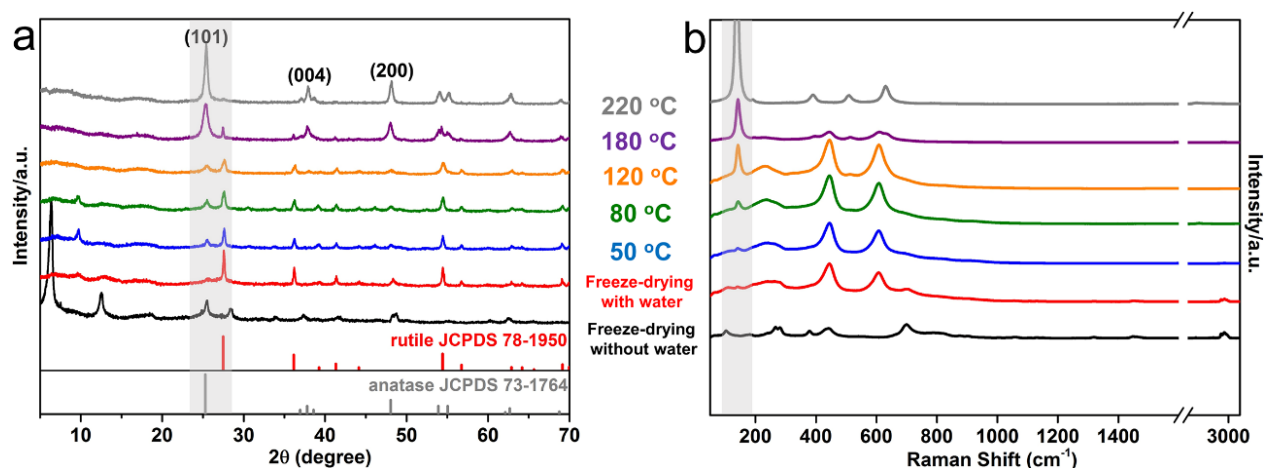 a
(101)
(004)
(200)
Intensity/a.u.
rutile JCPDS 78-1950
anatase JCPDS 73-1764
10 20 30 40 50 60 70
2θ (degree)
220 °C
180 °C
120 °C
80 °C
50 °C
Freeze-drying
with water
Freeze-drying
without water
b
Intensity/a.u.
200 400 600 800 1000 1200 1400 3000
Raman Shift (cm-1)